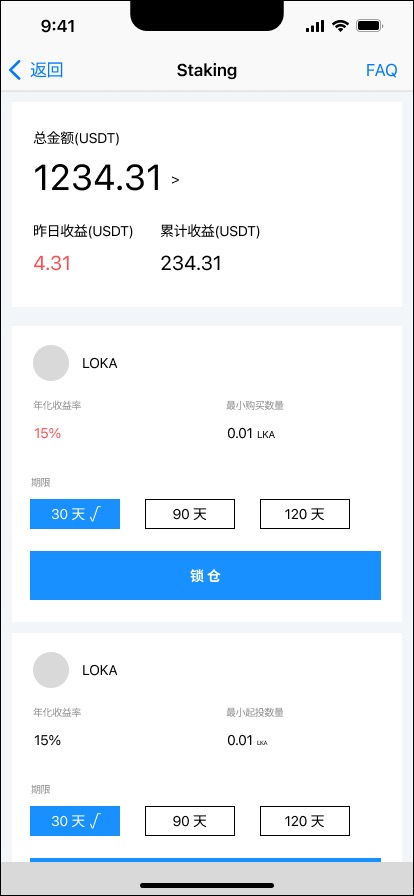 9:41
返回 Staking FAQ
总金额(USDT)
1234.31 >
昨日收益(USDT) 累计收益(USDT)
4.31 234.31
LOKA
年化收益率 最小购买数量
15% 0.01 LKA
期限
30 天 √ 90 天 120 天
锁 仓
LOKA
年化收益率 最小起投数量
15% 0.01 LKA
期限
30 天 √ 90 天 120 天